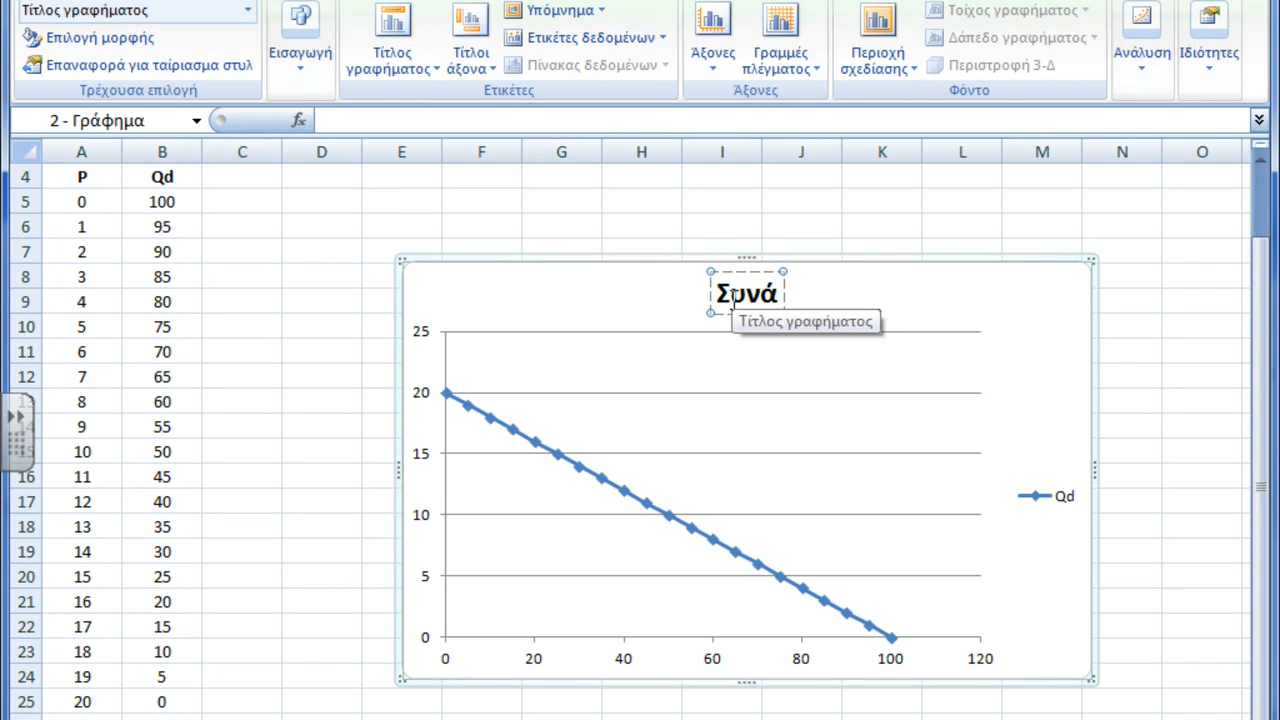 Τίτλος γραφήματος
Επιλογή μορφής
Επαναφορά για ταίριασμα στυλ
Τρέχουσα επιλογή
Εισαγωγή
Τίτλος γραφήματος
Τίτλοι άξονα
Υπόμνημα
Ετικέτες δεδομένων
Πίνακας δεδομένων
Ετικέτες
Άξονες
Γραμμές πλέγματος
Άξονες
Περιοχή σχεδίασης
Τοίχος γραφήματος
Δάπεδο γραφήματος
Περιστροφή 3-Δ
Φόντο
Ανάλυση
Ιδιότητες
2 - Γράφημα
fx
A B C D E F G H I J K L M N O
4 P Qd
5 0 100
6 1 95
7 2 90
8 3 85
9 4 80
10 5 75
11 6 70
12 7 65
13 8 60
14 9 55
15 10 50
16 11 45
17 12 40
18 13 35
19 14 30
20 15 25
21 16 20
22 17 15
23 18 10
24 19 5
25 20 0
Συνά
Τίτλος γραφήματος
25
20
15
10
5
0
0 20 40 60 80 100 120
Qd